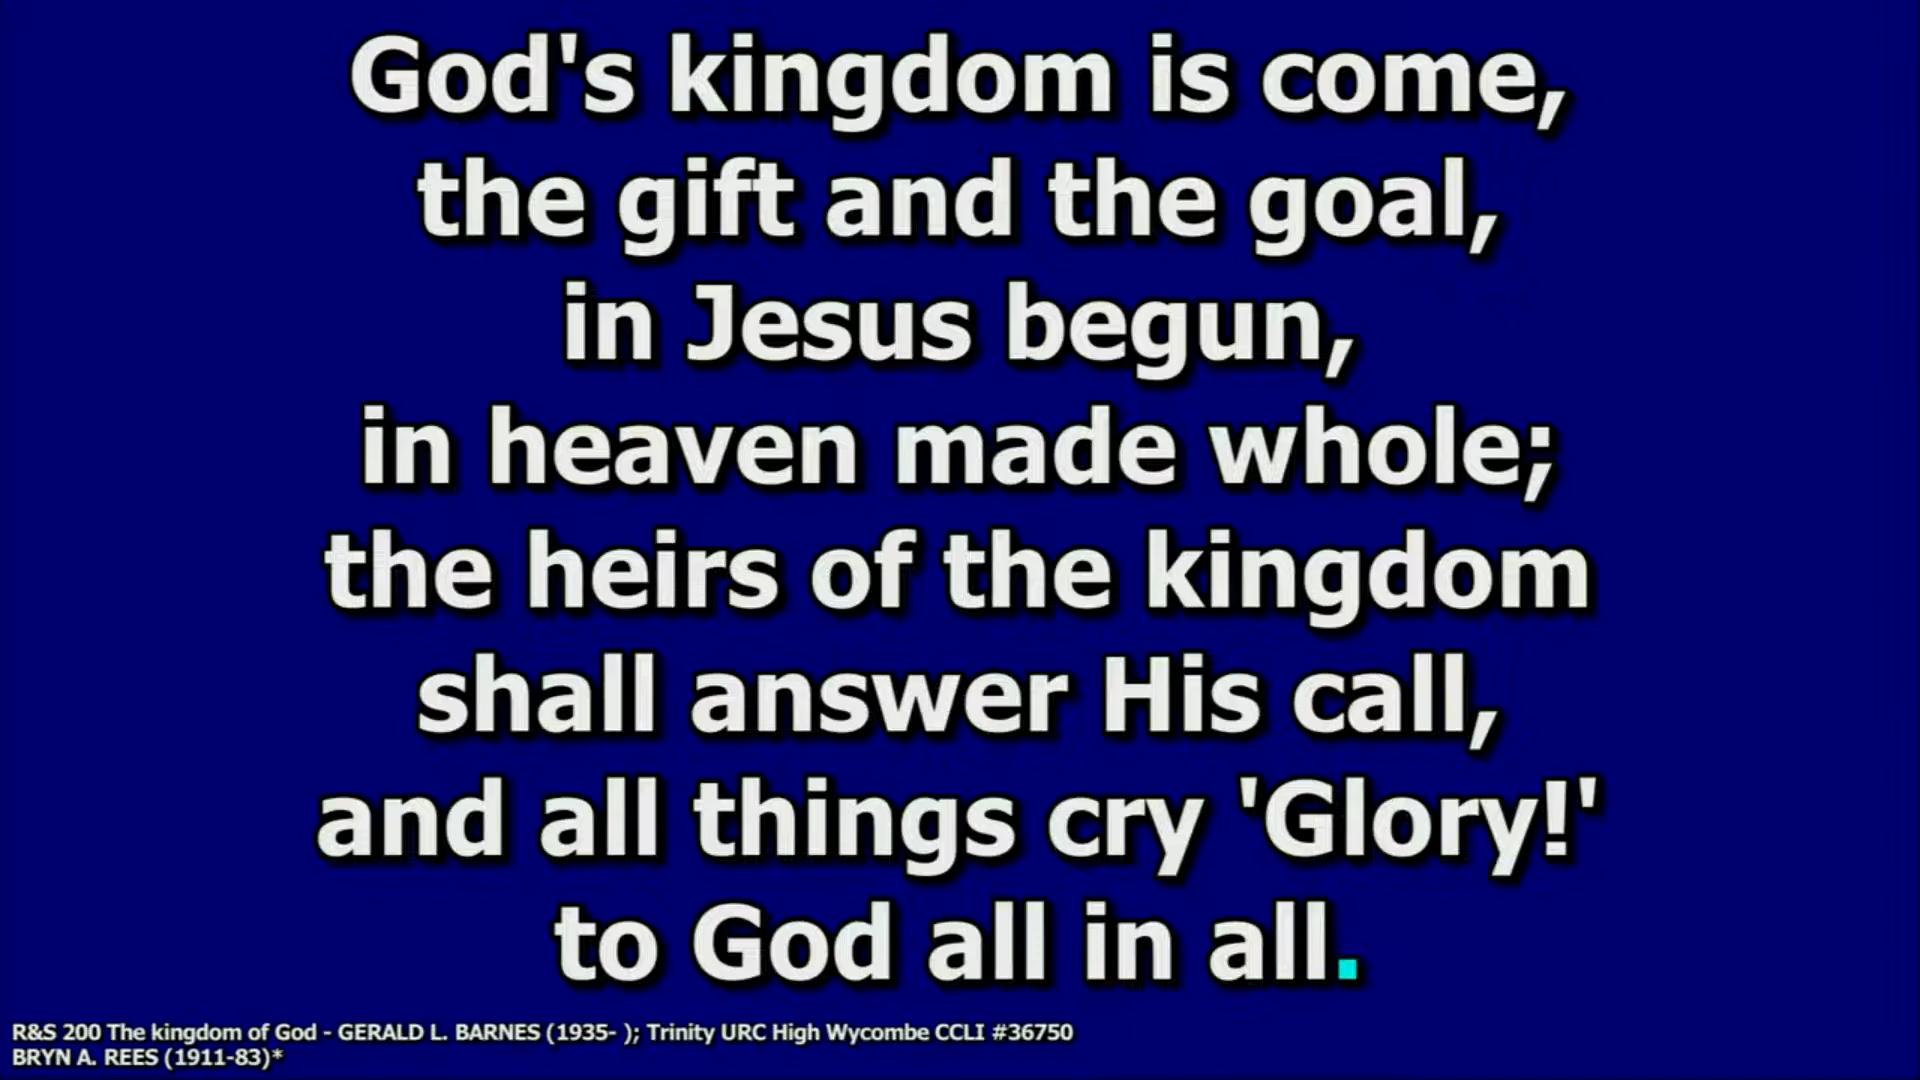 God's kingdom is come,
the gift and the goal,
in Jesus begun,
in heaven made whole;
the heirs of the kingdom
shall answer His call,
and all things cry 'Glory!'
to God all in all.
R&S 200 The kingdom of God - GERALD L. BARNES (1935- ); Trinity URC High Wycombe CCLI #36750
BRYN A. REES (1911-83)*